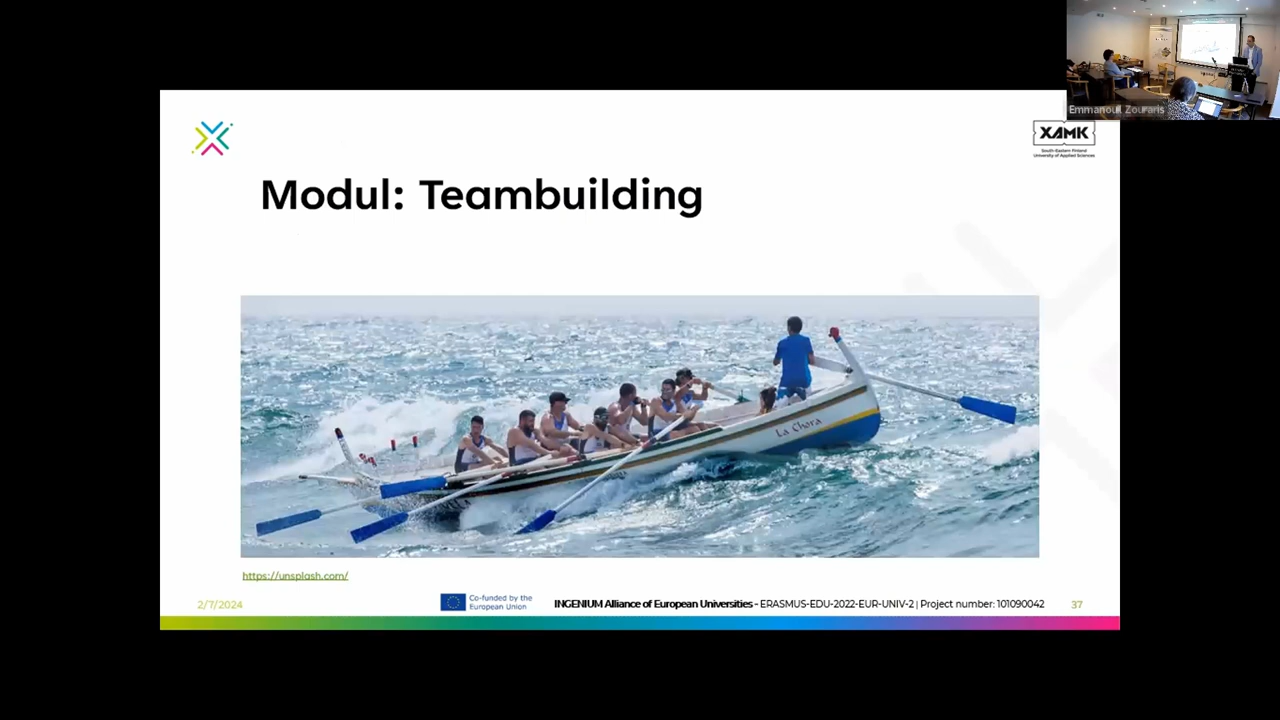 Emmanouil Zouraris
XAMK
South-Eastern Finland
University of Applied Sciences
Modul: Teambuilding
La Chora
https://unsplash.com/
2/7/2024
Co-funded by the
European Union
INGENIUM Alliance of European Universities - ERASMUS-EDU-2022-EUR-UNIV-2 | Project number: 101090042
37